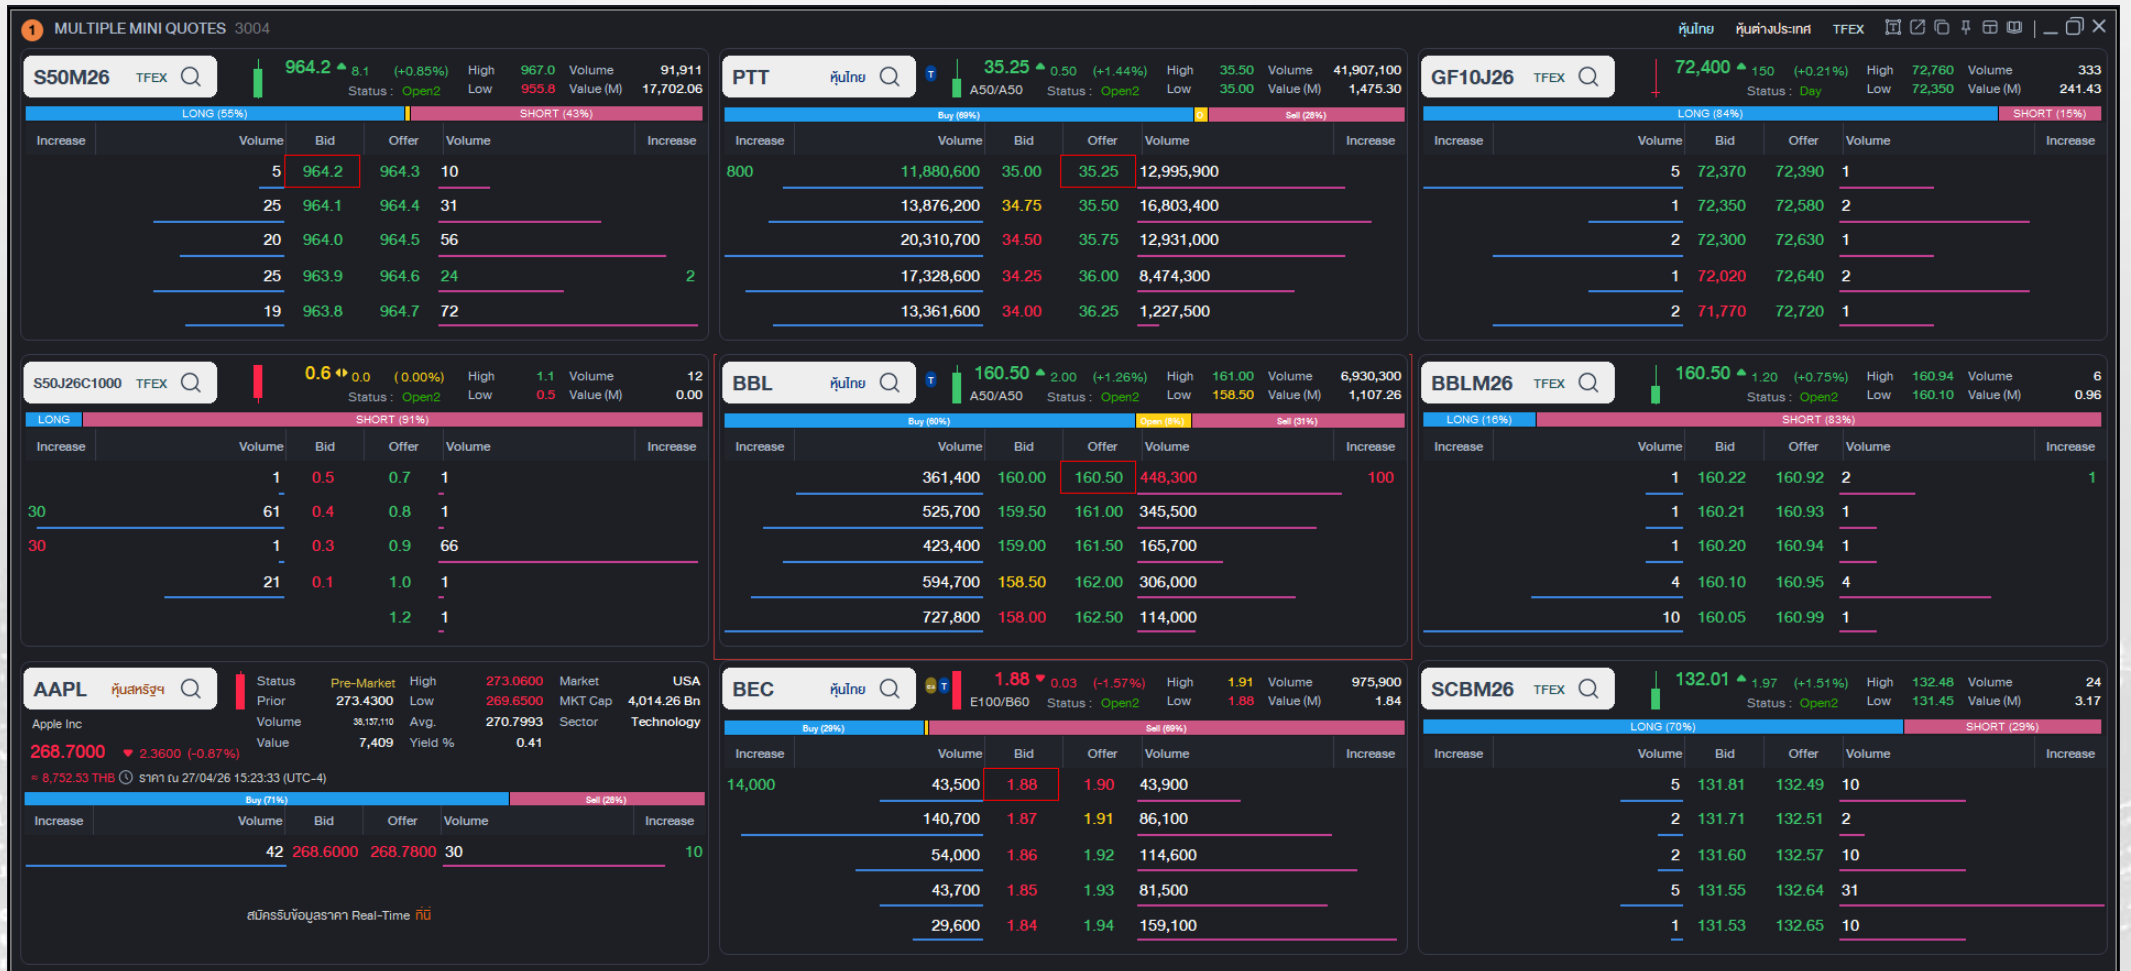 1 MULTIPLE MINI QUOTES 3004 หุ้นไทย หุ้นต่างประเทศ TFEX
S50M26 TFEX 964.2 8.1 (+0.85%) High 967.0 Volume 91,911
Status : Open2 Low 955.8 Value (M) 17,702.06
LONG (55%) SHORT (43%)
Increase Volume Bid Offer Volume Increase
5 964.2 964.3 10
25 964.1 964.4 31
20 964.0 964.5 56
25 963.9 964.6 24 2
19 963.8 964.7 72
PTT หุ้นไทย T 35.25 0.50 (+1.44%) High 35.50 Volume 41,907,100
A50/A50 Status : Open2 Low 35.00 Value (M) 1,475.30
Buy (69%) O Sell (28%)
Increase Volume Bid Offer Volume Increase
800 11,880,600 35.00 35.25 12,995,900
13,876,200 34.75 35.50 16,803,400
20,310,700 34.50 35.75 12,931,000
17,328,600 34.25 36.00 8,474,300
13,361,600 34.00 36.25 1,227,500
GF10J26 TFEX 72,400 150 (+0.21%) High 72,760 Volume 333
Status : Day Low 72,350 Value (M) 241.43
LONG (84%) SHORT (15%)
Increase Volume Bid Offer Volume Increase
5 72,370 72,390 1
1 72,350 72,580 2
2 72,300 72,630 1
1 72,020 72,640 2
2 71,770 72,720 1
S50J26C1000 TFEX 0.6 0.0 (0.00%) High 1.1 Volume 12
Status : Open2 Low 0.5 Value (M) 0.00
LONG SHORT (91%)
Increase Volume Bid Offer Volume Increase
1 0.5 0.7 1
30 61 0.4 0.8 1
30 1 0.3 0.9 66
21 0.1 1.0 1
1.2 1
BBL หุ้นไทย T 160.50 2.00 (+1.26%) High 161.00 Volume 6,930,300
A50/A50 Status : Open2 Low 158.50 Value (M) 1,107.26
Buy (60%) Open (8%) Sell (31%)
Increase Volume Bid Offer Volume Increase
361,400 160.00 160.50 448,300 100
525,700 159.50 161.00 345,500
423,400 159.00 161.50 165,700
594,700 158.50 162.00 306,000
727,800 158.00 162.50 114,000
BBLM26 TFEX 160.50 1.20 (+0.75%) High 160.94 Volume 6
Status : Open2 Low 160.10 Value (M) 0.96
LONG (16%) SHORT (83%)
Increase Volume Bid Offer Volume Increase
1 160.22 160.92 2 1
1 160.21 160.93 1
1 160.20 160.94 1
4 160.10 160.95 4
10 160.05 160.99 1
AAPL หุ้นสหรัฐฯ Status Pre-Market High 273.0600 Market USA
Prior 273.4300 Low 269.6500 MKT Cap 4,014.26 Bn
Apple Inc Volume 38,157,110 Avg. 270.7993 Sector Technology
Value 7,409 Yield % 0.41
268.7000 2.3600 (-0.87%)
≈ 8,752.53 THB ราคา ณ 27/04/26 15:23:33 (UTC-4)
Buy (71%) Sell (28%)
Increase Volume Bid Offer Volume Increase
42 268.6000 268.7800 30 10
สมัครรับข้อมูลราคา Real-Time ที่นี่
BEC หุ้นไทย T 1.88 0.03 (-1.57%) High 1.91 Volume 975,900
E100/B60 Status : Open2 Low 1.88 Value (M) 1.84
Buy (29%) Sell (69%)
Increase Volume Bid Offer Volume Increase
14,000 43,500 1.88 1.90 43,900
140,700 1.87 1.91 86,100
54,000 1.86 1.92 114,600
43,700 1.85 1.93 81,500
29,600 1.84 1.94 159,100
SCBM26 TFEX 132.01 1.97 (+1.51%) High 132.48 Volume 24
Status : Open2 Low 131.45 Value (M) 3.17
LONG (70%) SHORT (29%)
Increase Volume Bid Offer Volume Increase
5 131.81 132.49 10
2 131.71 132.51 2
2 131.60 132.57 10
5 131.55 132.64 31
1 131.53 132.65 10